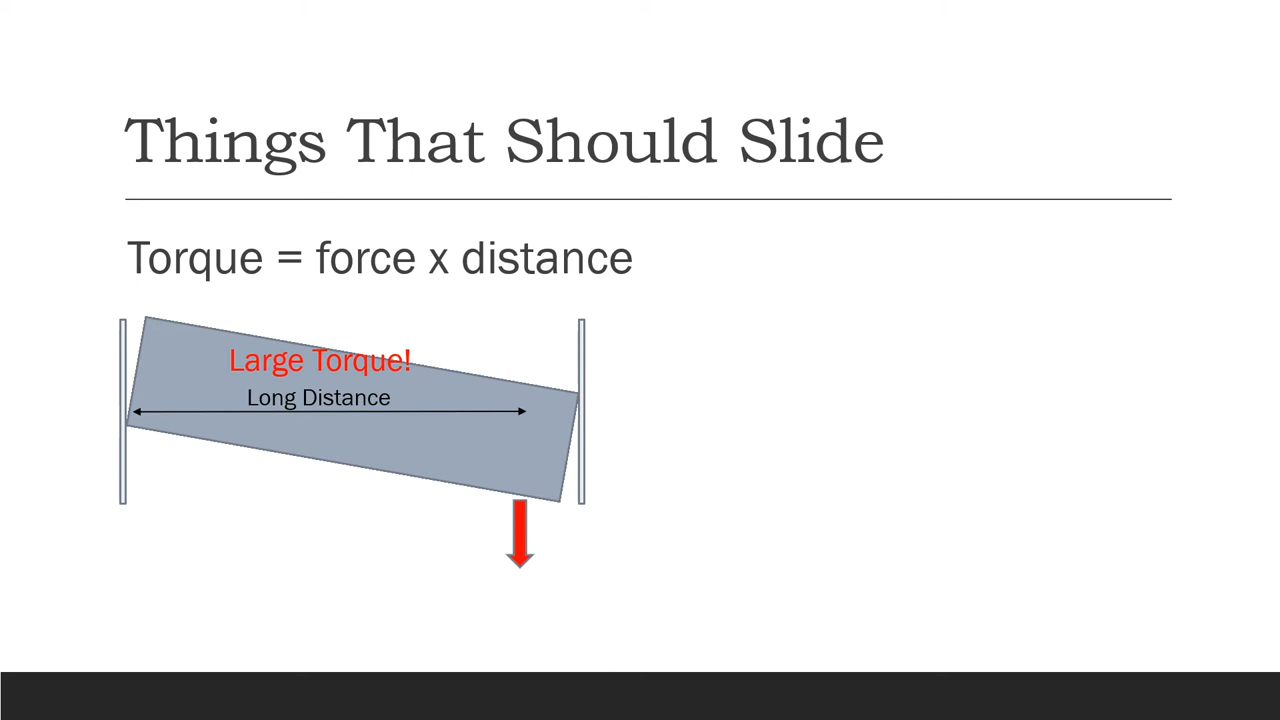 Things That Should Slide
Torque = force x distance
Large Torque!
Long Distance